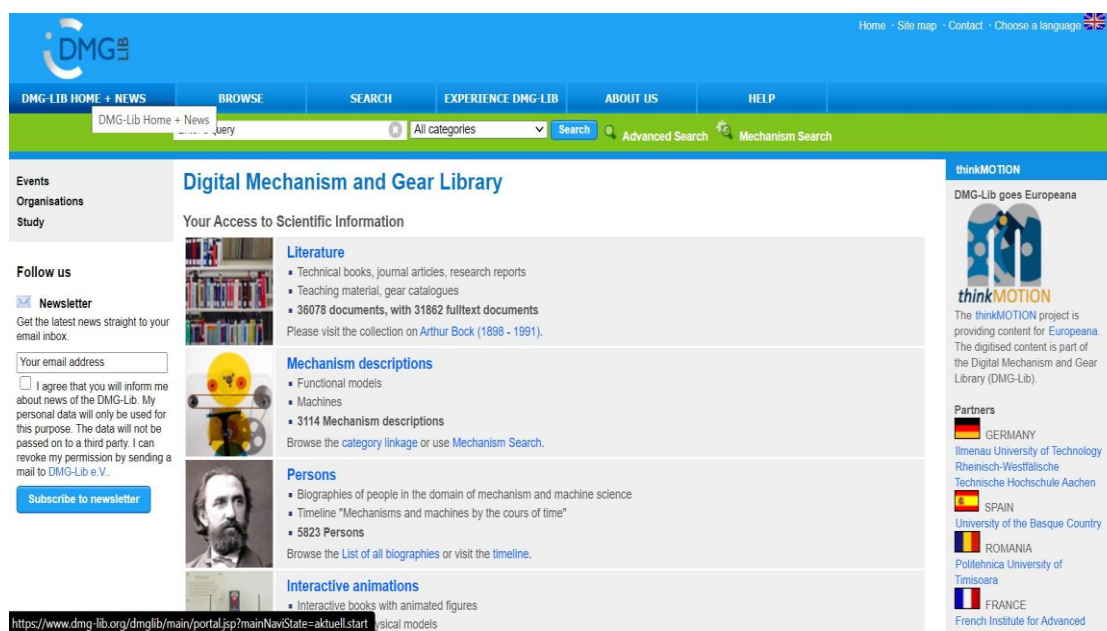 DMG LIB
Home · Site map · Contact · Choose a language
DMG-LIB HOME + NEWS BROWSE SEARCH EXPERIENCE DMG-LIB ABOUT US HELP
DMG-Lib Home + News
query All categories Search Advanced Search Mechanism Search
Events
Organisations
Study
Follow us
Newsletter
Get the latest news straight to your
email inbox.
Your email address
I agree that you will inform me
about news of the DMG-Lib. My
personal data will only be used for
this purpose. The data will not be
passed on to a third party. I can
revoke my permission by sending a
mail to DMG-Lib e.V..
Subscribe to newsletter
Digital Mechanism and Gear Library
Your Access to Scientific Information
Literature
Technical books, journal articles, research reports
Teaching material, gear catalogues
36078 documents, with 31862 fulltext documents
Please visit the collection on Arthur Bock (1898 - 1991).
Mechanism descriptions
Functional models
Machines
3114 Mechanism descriptions
Browse the category linkage or use Mechanism Search.
Persons
Biographies of people in the domain of mechanism and machine science
Timeline "Mechanisms and machines by the cours of time"
5823 Persons
Browse the List of all biographies or visit the timeline.
Interactive animations
Interactive books with animated figures
ysical models
thinkMOTION
DMG-Lib goes Europeana
thinkMOTION
The thinkMOTION project is
providing content for Europeana.
The digitised content is part of
the Digital Mechanism and Gear
Library (DMG-Lib).
Partners
GERMANY
Ilmenau University of Technology
Rheinisch-Westfälische
Technische Hochschule Aachen
SPAIN
University of the Basque Country
ROMANIA
Politehnica University of
Timisoara
FRANCE
French Institute for Advanced
https://www.dmg-lib.org/dmglib/main/portal.jsp?mainNaviState=aktuell.start